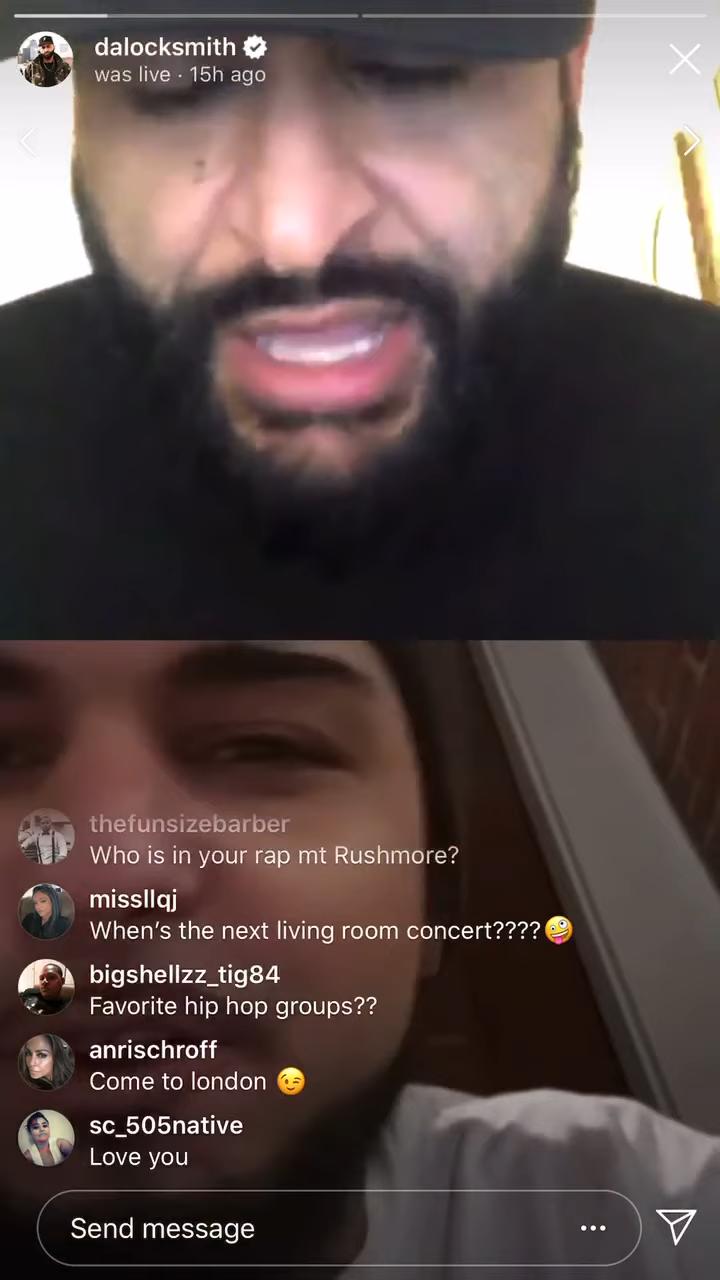 dalocksmith
was live · 15h ago
thefunsizebarber
Who is in your rap mt Rushmore?
missllqj
When's the next living room concert????🤪
bigshellzz_tig84
Favorite hip hop groups??
anrischroff
Come to london 😉
sc_505native
Love you
Send message